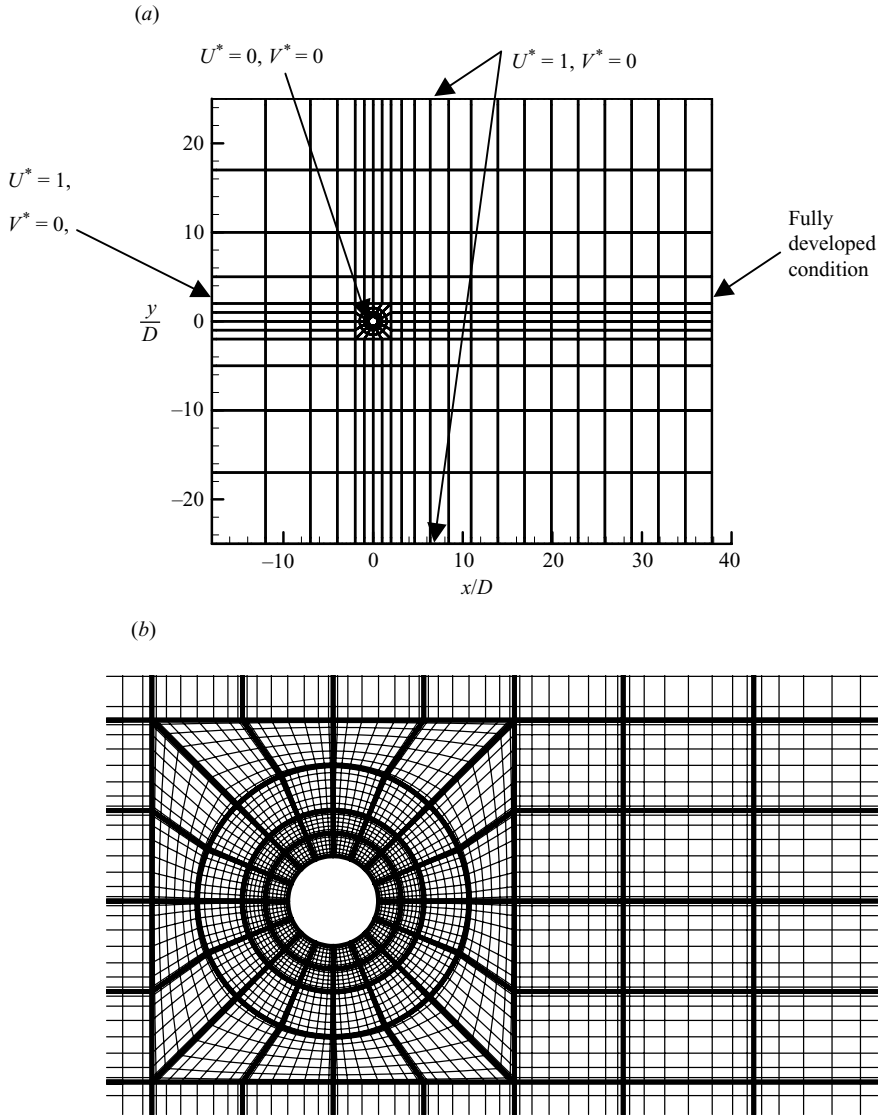 (a)
U* = 0, V* = 0
U* = 1, V* = 0
U* = 1,
V* = 0,
Fully
developed
condition
20
10
0
–10
–20
y
D
–10
0
10
20
30
40
x/D
(b)